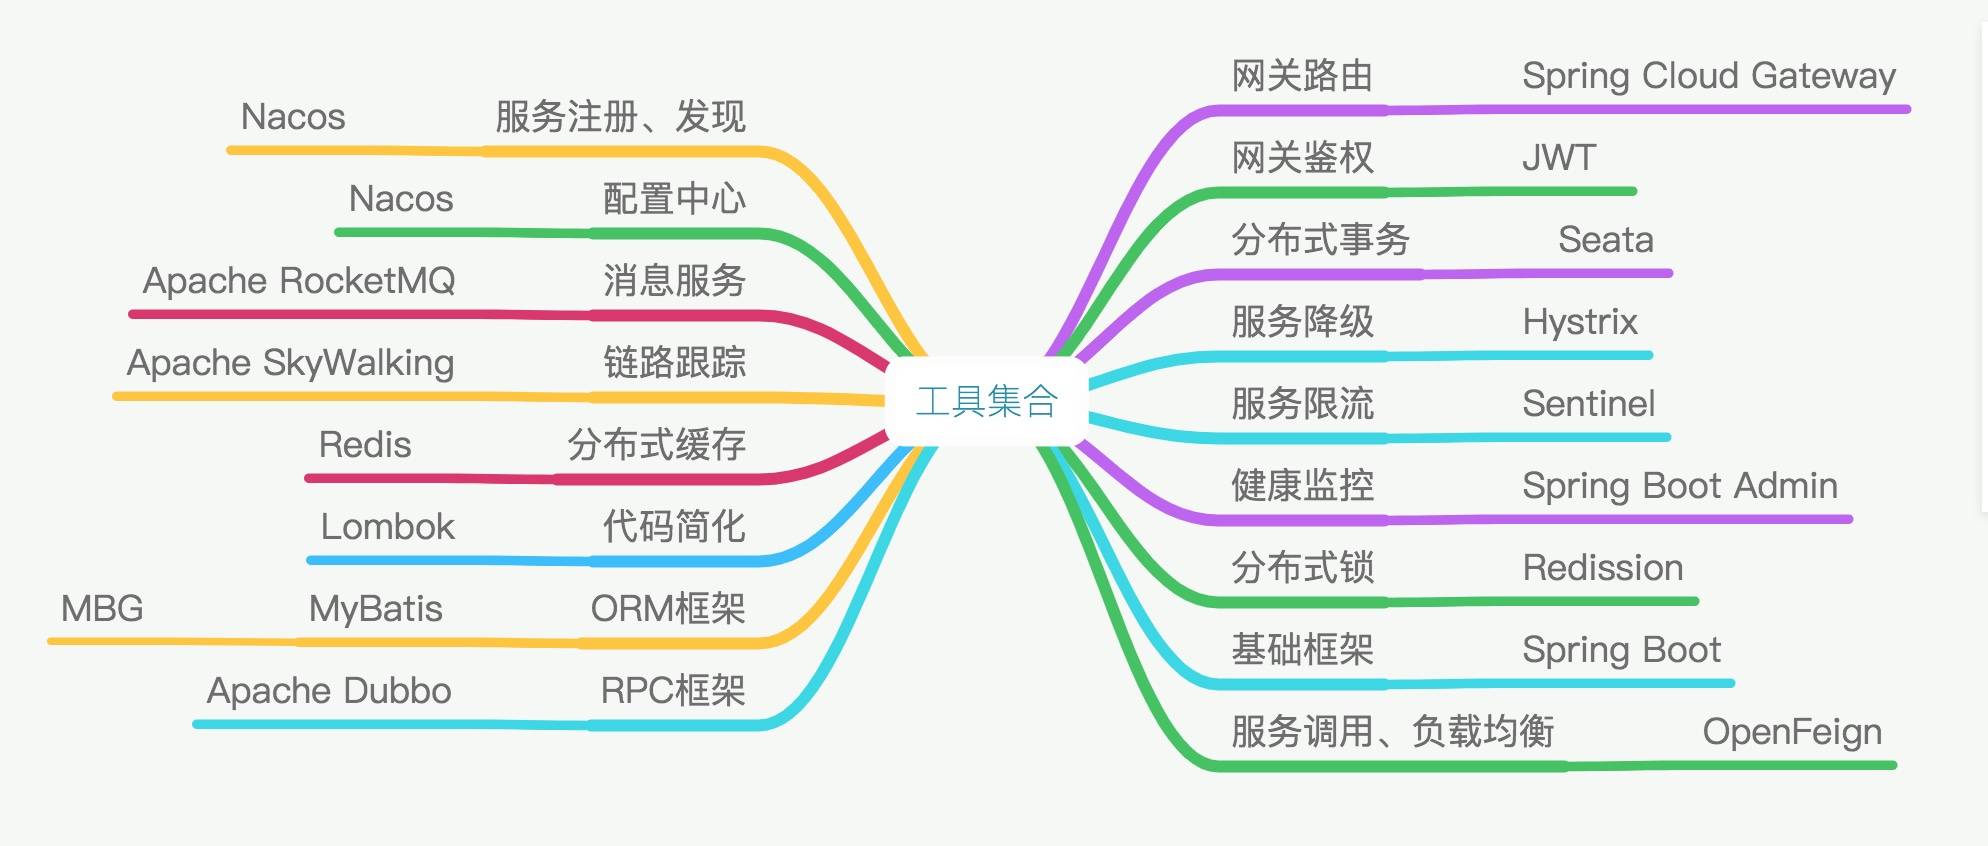 工具集合
服务注册、发现 Nacos
配置中心 Nacos
消息服务 Apache RocketMQ
链路跟踪 Apache SkyWalking
分布式缓存 Redis
代码简化 Lombok
ORM框架 MyBatis MBG
RPC框架 Apache Dubbo
网关路由 Spring Cloud Gateway
网关鉴权 JWT
分布式事务 Seata
服务降级 Hystrix
服务限流 Sentinel
健康监控 Spring Boot Admin
分布式锁 Redission
基础框架 Spring Boot
服务调用、负载均衡 OpenFeign